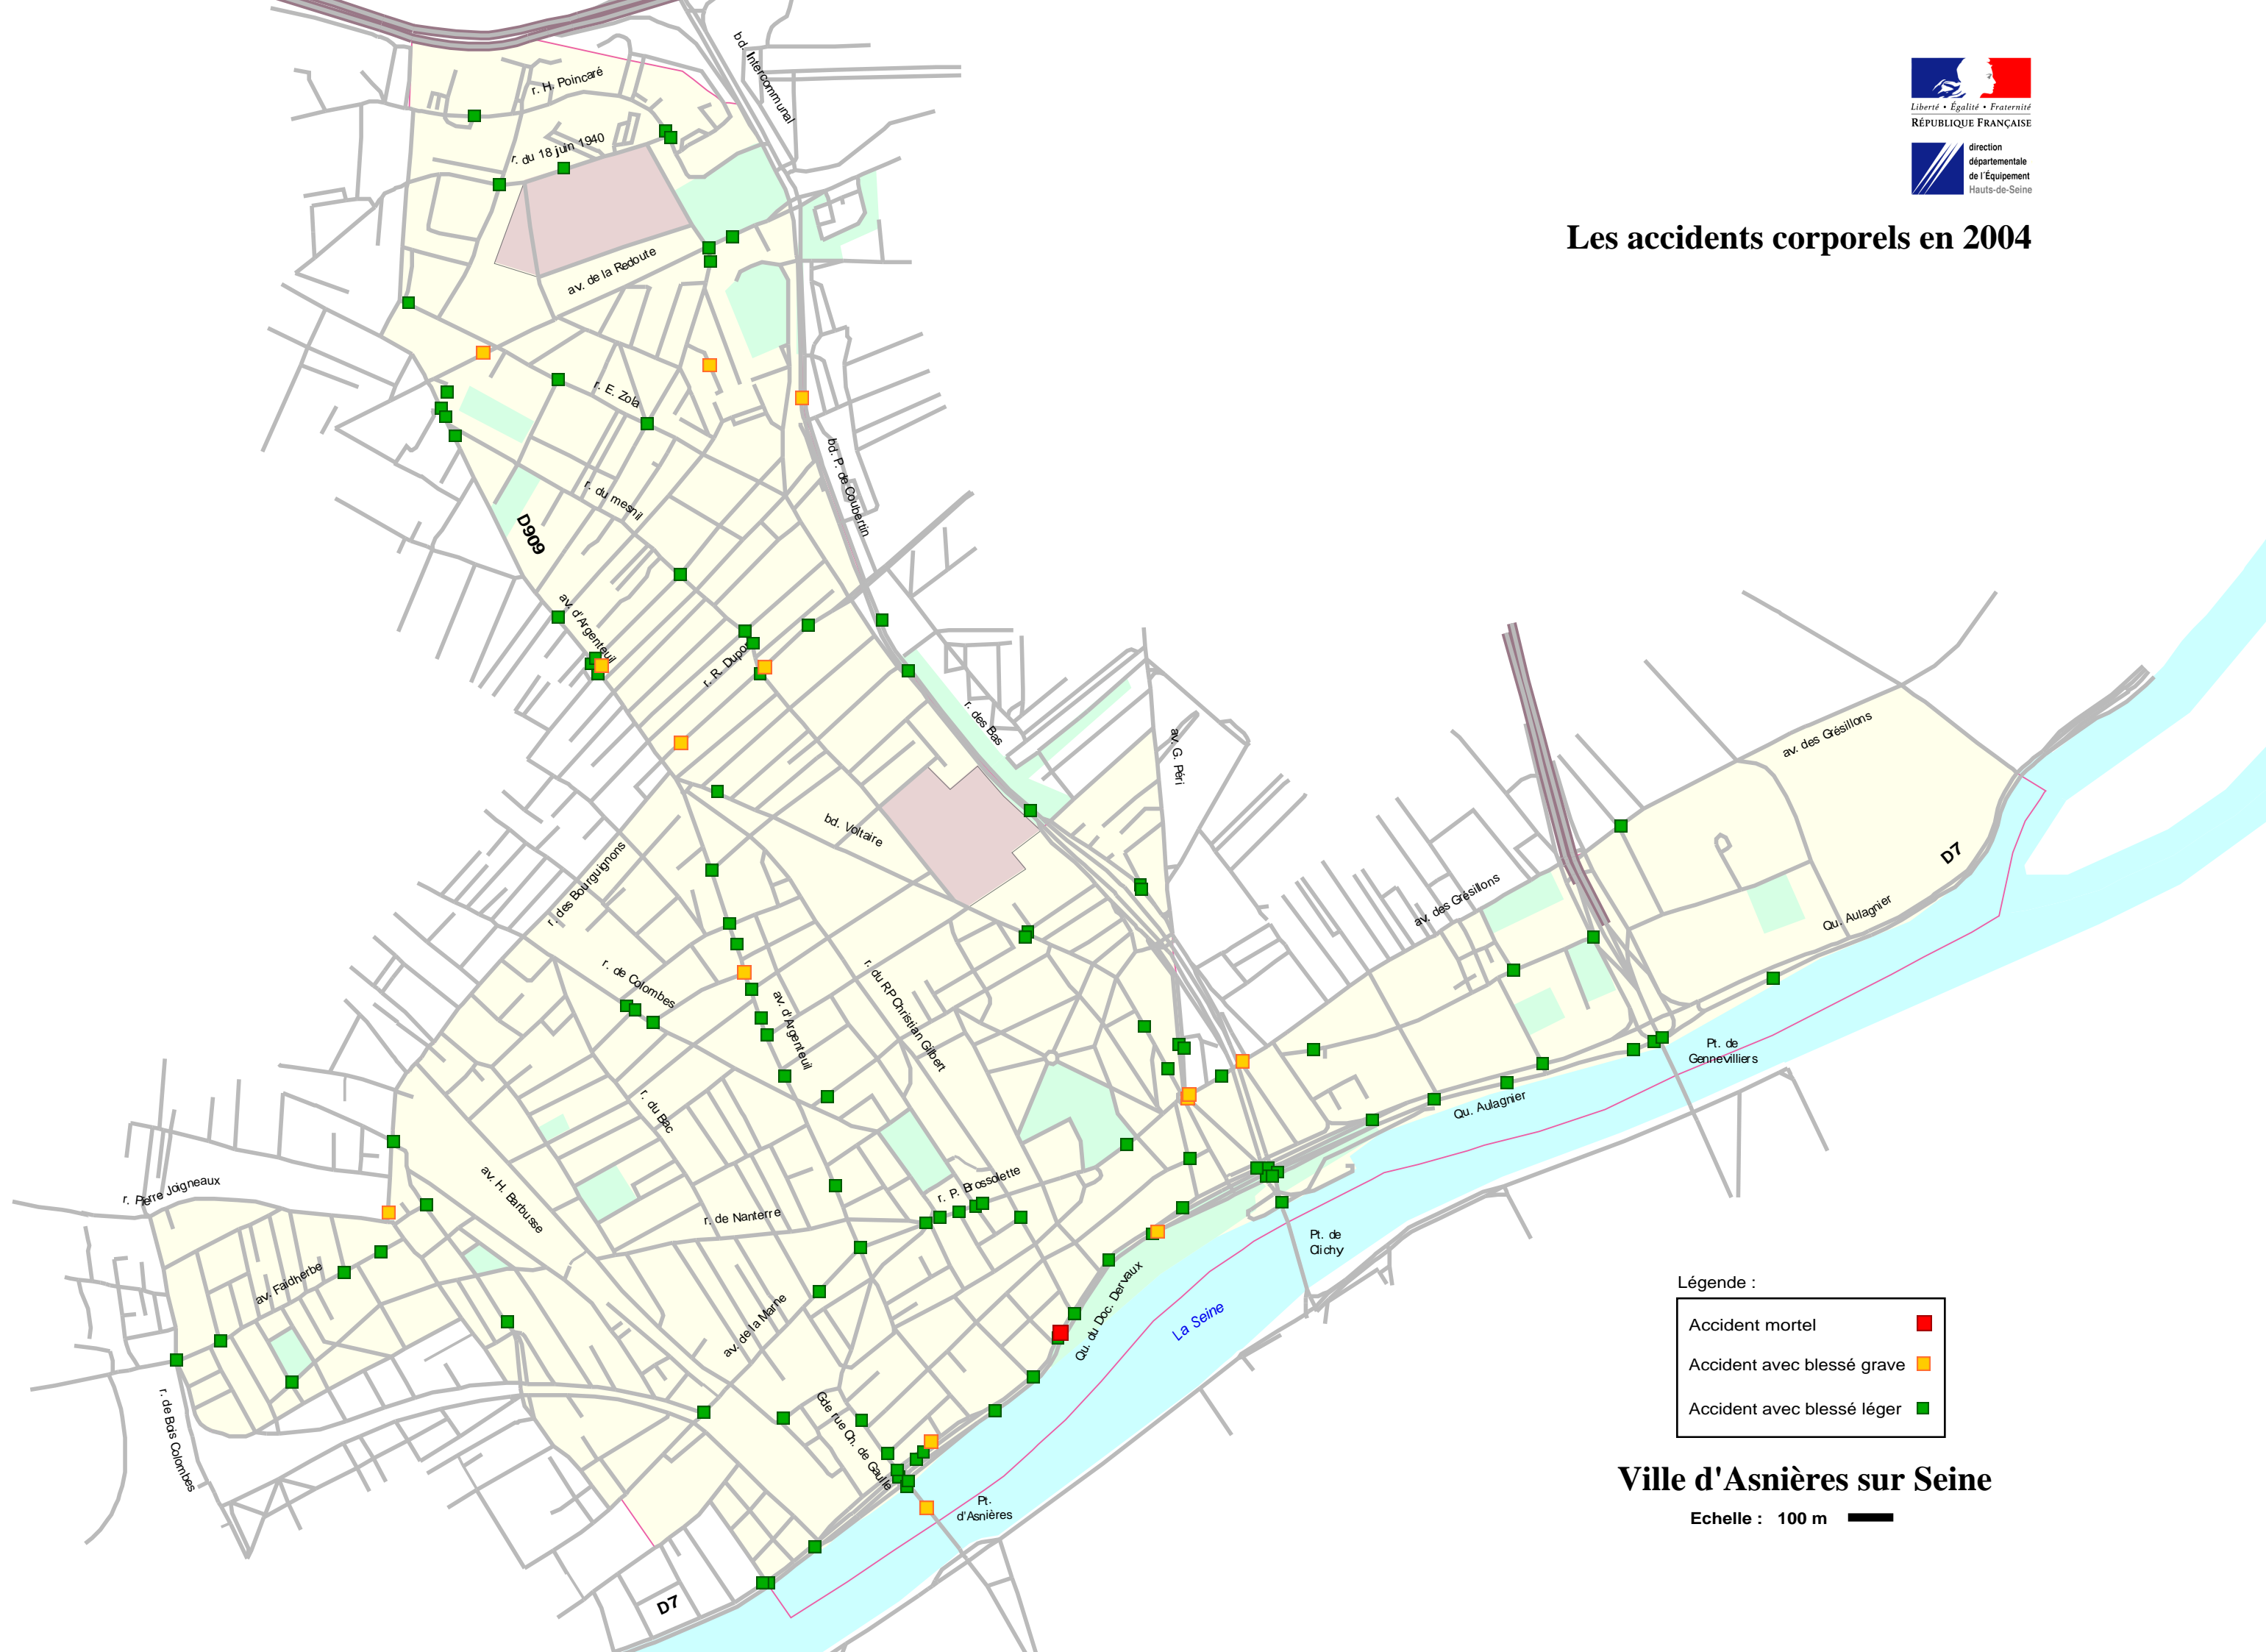 Liberté • Égalité • Fraternité
RÉPUBLIQUE FRANÇAISE
direction
départementale
de l'Équipement
Hauts-de-Seine
Les accidents corporels en 2004
bd. Intercommunal
r. H. Poincaré
r. du 18 juin 1940
av. de la Redoute
r. E. Zola
bd. P. de Coubertin
r. du mesnil
D909
av. d'Argenteuil
r. R. Dupo
r. des Bas
av. G. Péri
av. des Grésillons
bd. Voltaire
D7
r. des Bourguignons
av. des Grésillons
Qu. Aulagnier
r. de Colombes
r. du RP Christian Gilbert
av. d'Argenteuil
Pt. de
Gennevilliers
r. du Bac
Qu. Aulagnier
r. Pierre Joigneaux
av. H. Barbusse
r. P. Brossolette
r. de Nanterre
Pt. de
Clichy
av. Faidherbe
Qu. du Doc. Dervaux
La Seine
av. de la Marne
r. de Bois Colombes
Gde rue Ch. de Gaulle
Pt.
d'Asnières
D7
Légende :
Accident mortel
Accident avec blessé grave
Accident avec blessé léger
Ville d'Asnières sur Seine
Echelle : 100 m